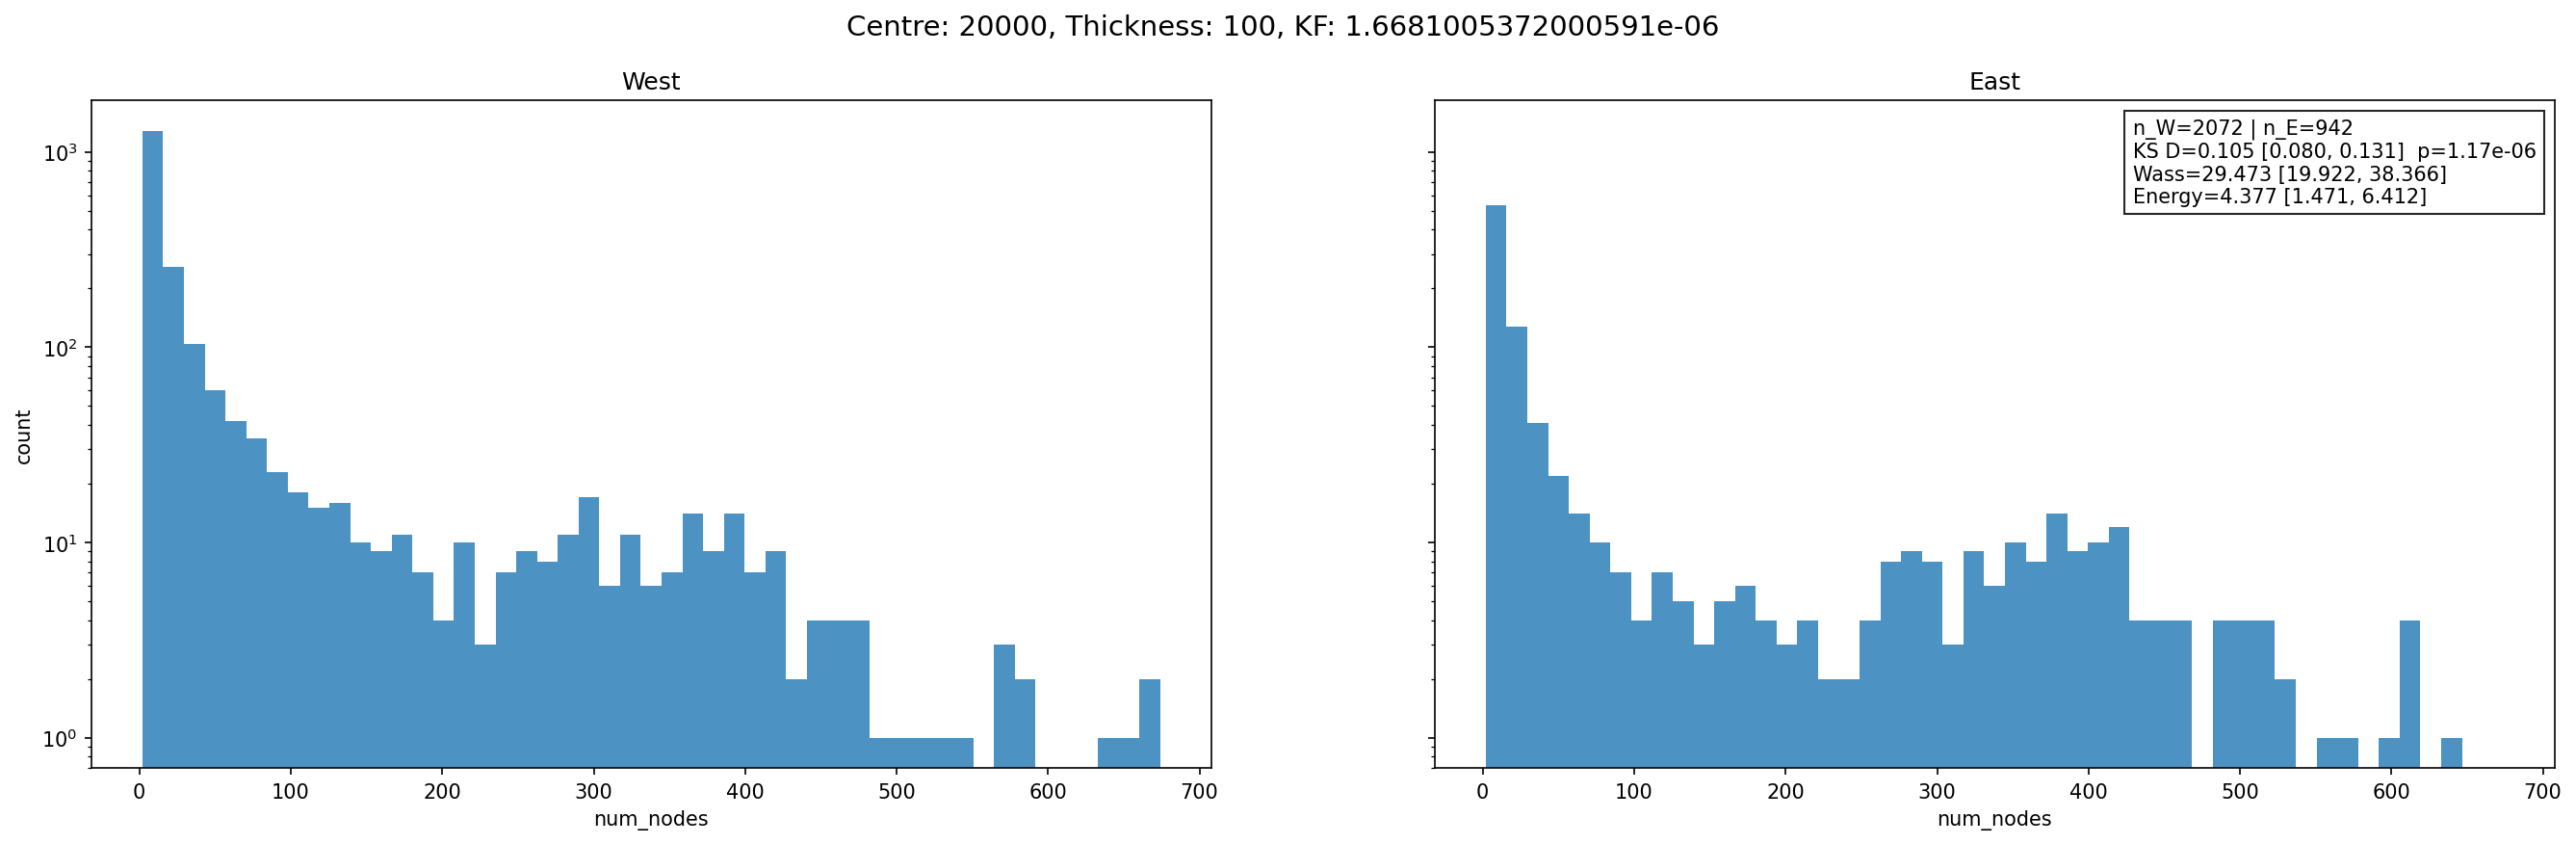 Centre: 20000, Thickness: 100, KF: 1.6681005372000591e-06
West
count
10³
10²
10¹
10⁰
0 100 200 300 400 500 600 700
num_nodes
East
n_W=2072 | n_E=942
KS D=0.105 [0.080, 0.131]  p=1.17e-06
Wass=29.473 [19.922, 38.366]
Energy=4.377 [1.471, 6.412]
0 100 200 300 400 500 600 700
num_nodes